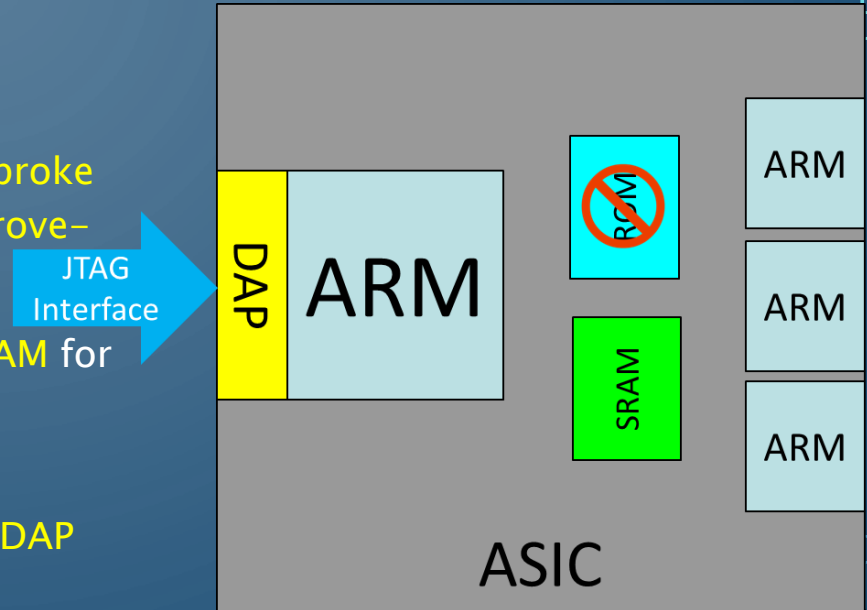 broke
rove-
JTAG
Interface
AM for
DAP
DAP
ARM
ROM
SRAM
ARM
ARM
ARM
ASIC